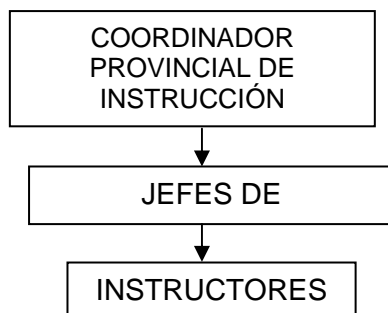 COORDINADOR
PROVINCIAL DE
INSTRUCCIÓN
JEFES DE
INSTRUCTORES